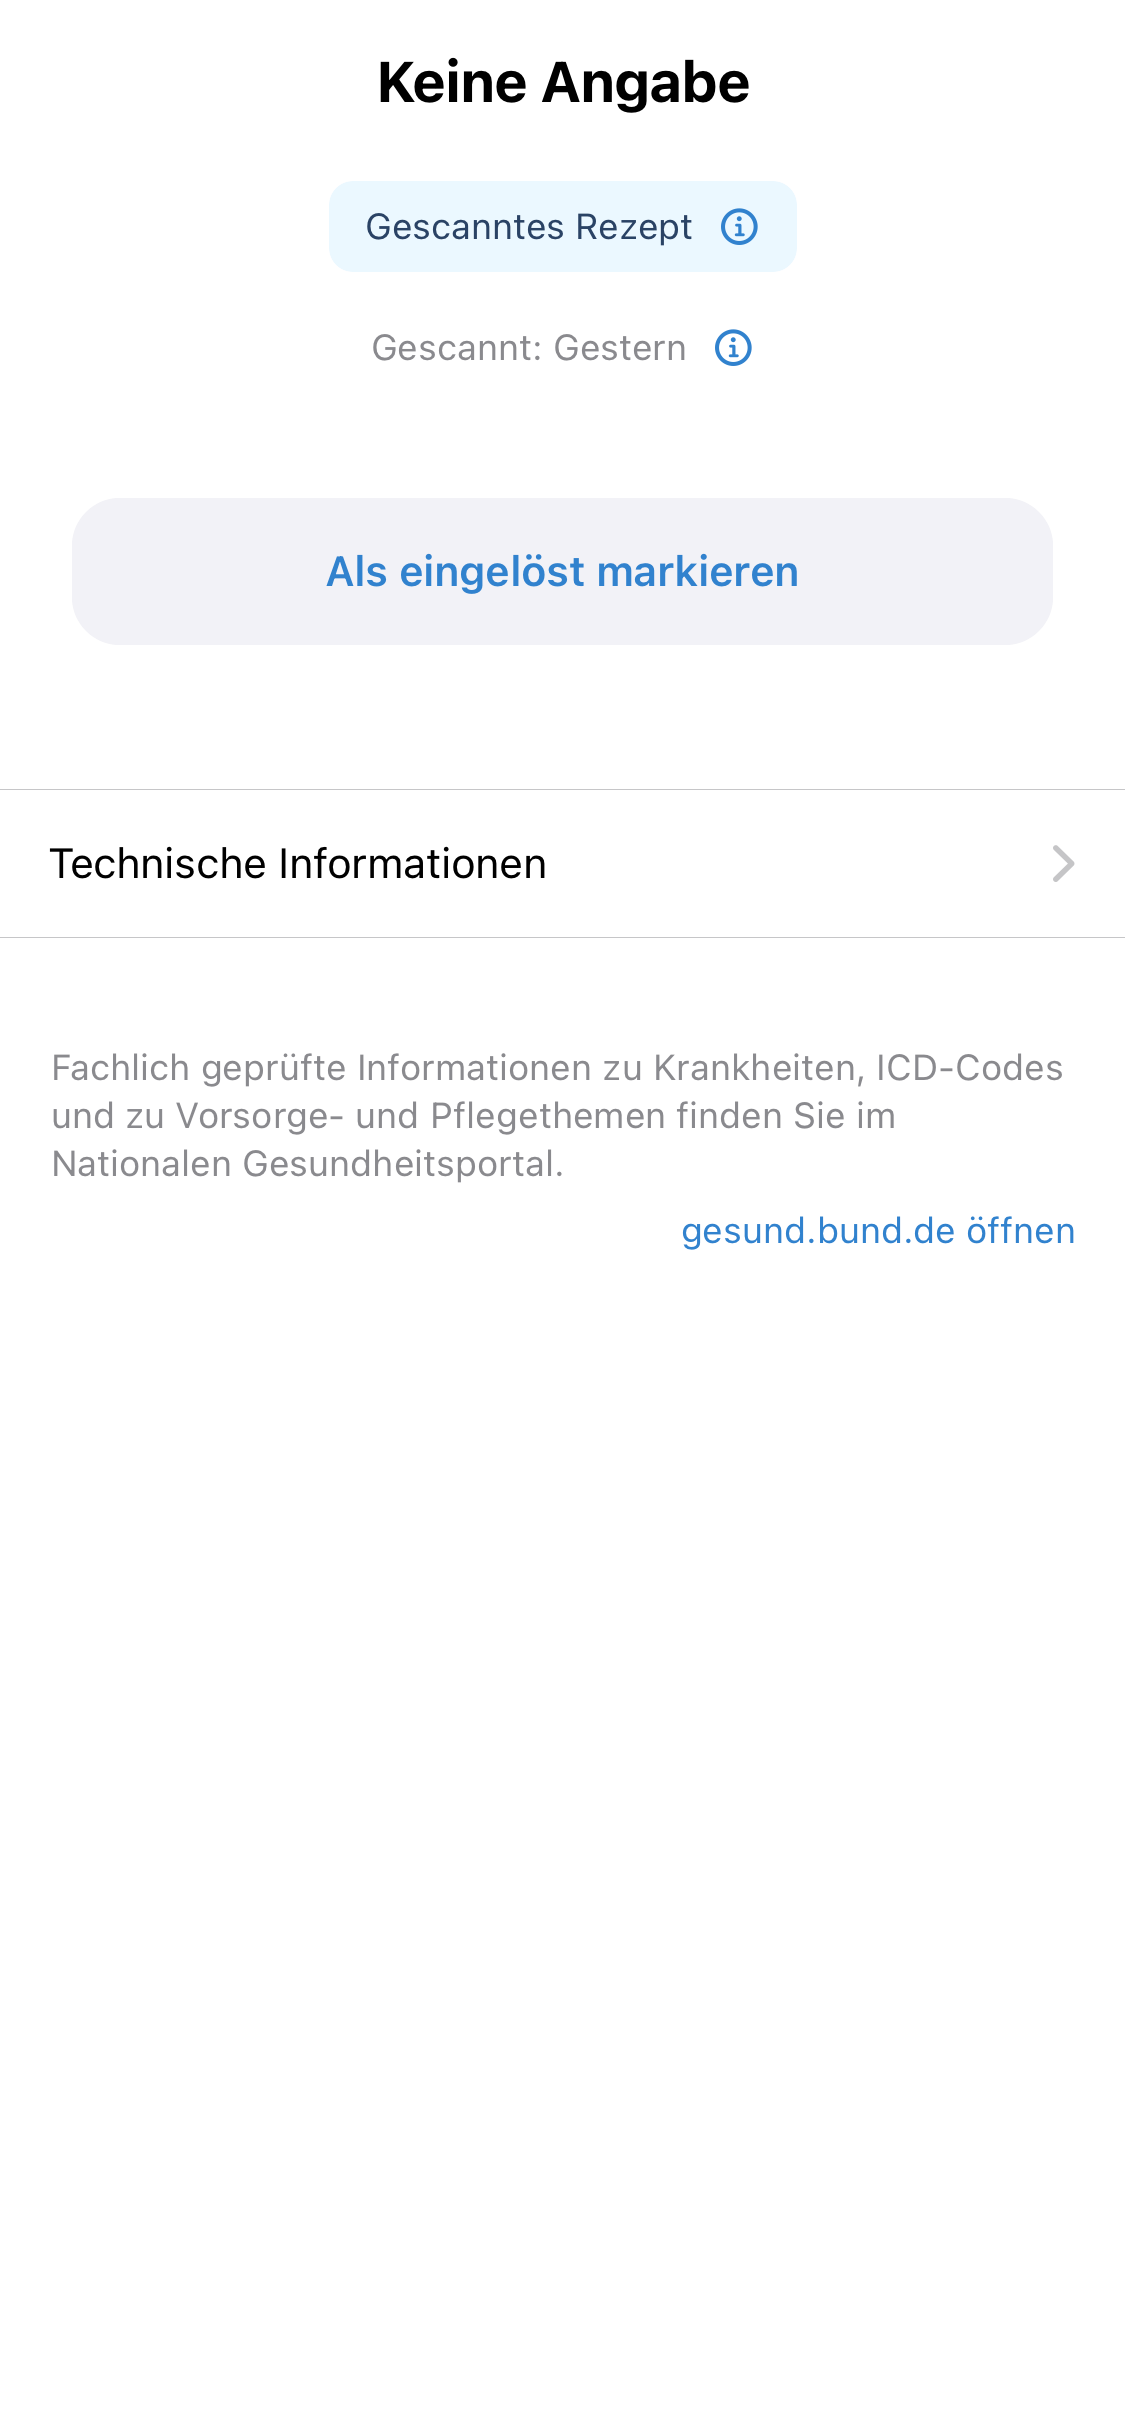 Keine Angabe
Gescanntes Rezept
Gescannt: Gestern
Als eingelöst markieren
Technische Informationen
Fachlich geprüfte Informationen zu Krankheiten, ICD-Codes
und zu Vorsorge- und Pflegethemen finden Sie im
Nationalen Gesundheitsportal.
gesund.bund.de öffnen